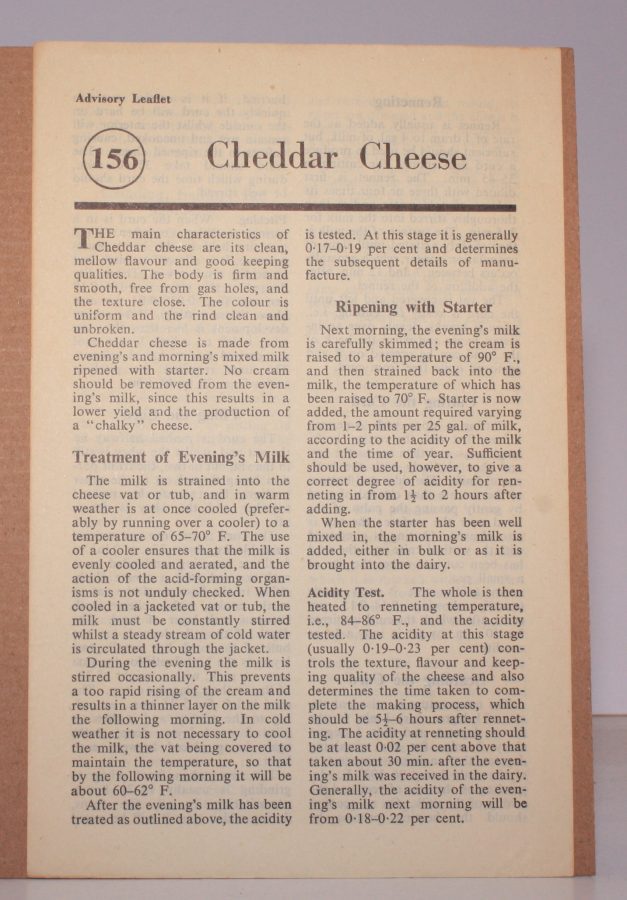 Advisory Leaflet
156
Cheddar Cheese
THE main characteristics of
Cheddar cheese are its clean,
mellow flavour and good keeping
qualities. The body is firm and
smooth, free from gas holes, and
the texture close. The colour is
uniform and the rind clean and
unbroken.
Cheddar cheese is made from
evening's and morning's mixed milk
ripened with starter. No cream
should be removed from the even-
ing's milk, since this results in a
lower yield and the production of
a "chalky" cheese.
Treatment of Evening's Milk
The milk is strained into the
cheese vat or tub, and in warm
weather is at once cooled (prefer-
ably by running over a cooler) to a
temperature of 65-70° F. The use
of a cooler ensures that the milk is
evenly cooled and aerated, and the
action of the acid-forming organ-
isms is not unduly checked. When
cooled in a jacketed vat or tub, the
milk must be constantly stirred
whilst a steady stream of cold water
is circulated through the jacket.
During the evening the milk is
stirred occasionally. This prevents
a too rapid rising of the cream and
results in a thinner layer on the milk
the following morning. In cold
weather it is not necessary to cool
the milk, the vat being covered to
maintain the temperature, so that
by the following morning it will be
about 60-62° F.
After the evening's milk has been
treated as outlined above, the acidity
is tested. At this stage it is generally
0·17-0·19 per cent and determines
the subsequent details of manu-
facture.
Ripening with Starter
Next morning, the evening's milk
is carefully skimmed; the cream is
raised to a temperature of 90° F.,
and then strained back into the
milk, the temperature of which has
been raised to 70° F. Starter is now
added, the amount required varying
from 1-2 pints per 25 gal. of milk,
according to the acidity of the milk
and the time of year. Sufficient
should be used, however, to give a
correct degree of acidity for ren-
neting in from 1½ to 2 hours after
adding.
When the starter has been well
mixed in, the morning's milk is
added, either in bulk or as it is
brought into the dairy.
Acidity Test. The whole is then
heated to renneting temperature,
i.e., 84-86° F., and the acidity
tested. The acidity at this stage
(usually 0·19-0·23 per cent) con-
trols the texture, flavour and keep-
ing quality of the cheese and also
determines the time taken to com-
plete the making process, which
should be 5½-6 hours after rennet-
ing. The acidity at renneting should
be at least 0·02 per cent above that
taken about 30 min. after the even-
ing's milk was received in the dairy.
Generally, the acidity of the even-
ing's milk next morning will be
from 0·18-0·22 per cent.